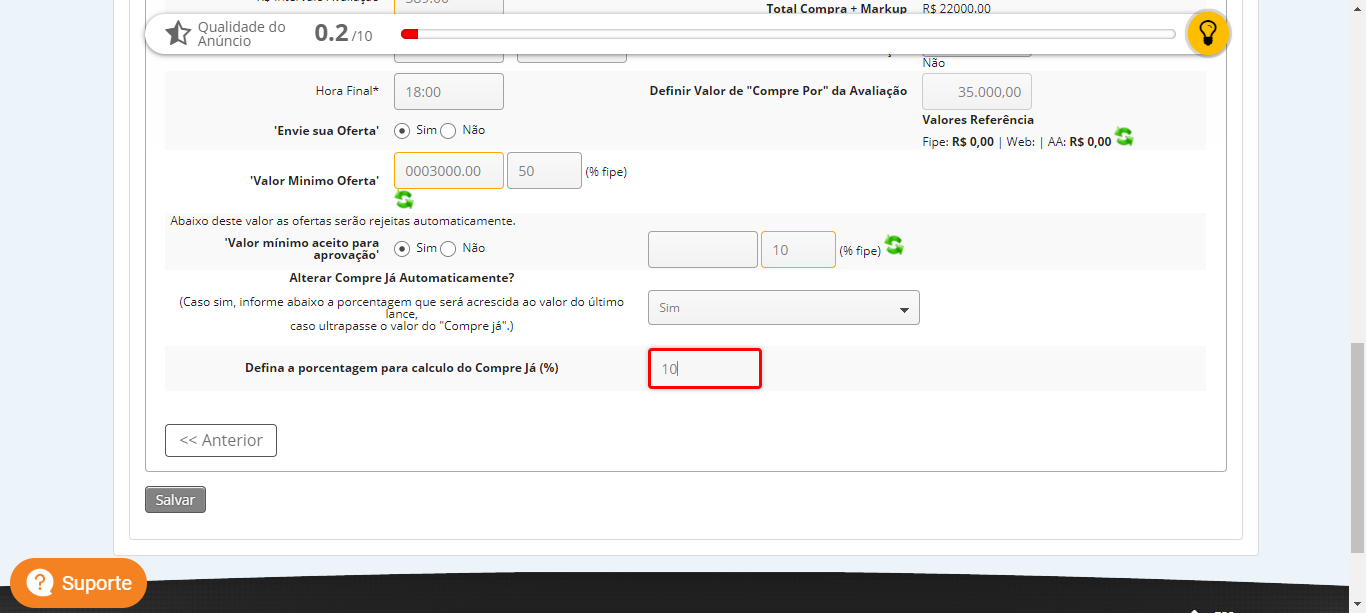 Total Compra + Markup R$ 22000.00
Qualidade do
Anúncio
0.2 /10
Não
Hora Final* 18:00 Definir Valor de "Compre Por" da Avaliação 35.000,00
Valores Referência
'Envie sua Oferta' Sim Não
Fipe: R$ 0,00 | Web: | AA: R$ 0,00
'Valor Minimo Oferta' 0003000.00 50 (% fipe)
Abaixo deste valor as ofertas serão rejeitas automaticamente.
'Valor mínimo aceito para
aprovação' Sim Não 10 (% fipe)
Alterar Compre Já Automaticamente?
(Caso sim, informe abaixo a porcentagem que será acrescida ao valor do último
lance,
caso ultrapasse o valor do "Compre já".)
Sim
Defina a porcentagem para calculo do Compre Já (%) 10
<< Anterior
Salvar
? Suporte